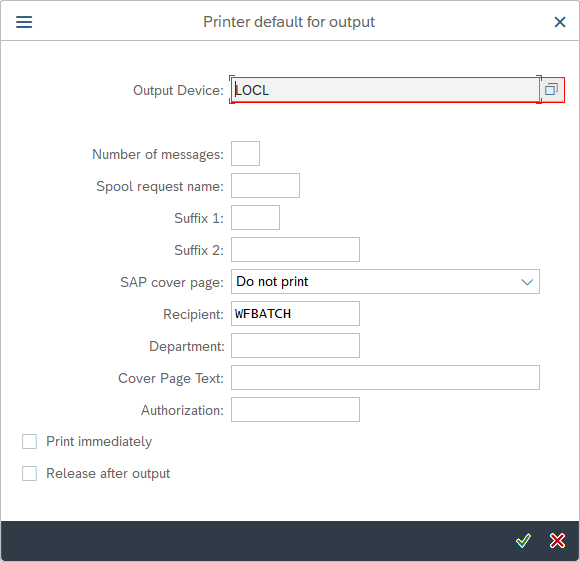 Printer default for output
Output Device: LOCL
Number of messages:
Spool request name:
Suffix 1:
Suffix 2:
SAP cover page: Do not print
Recipient: WFBATCH
Department:
Cover Page Text:
Authorization:
Print immediately
Release after output